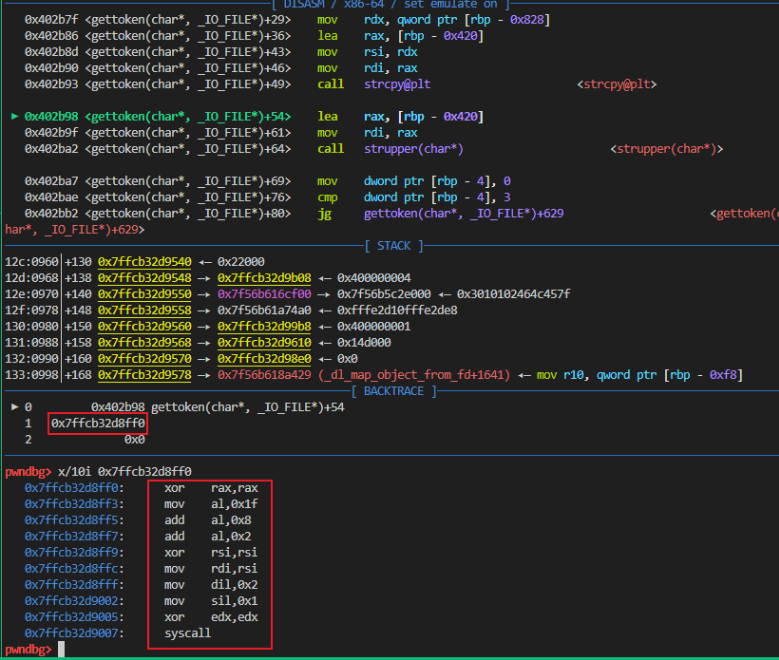 [ DISASM / x86-64 / set emulate on ]
0x402b7f <gettoken(char*, _IO_FILE*)+29> mov rdx, qword ptr [rbp - 0x828]
0x402b86 <gettoken(char*, _IO_FILE*)+36> lea rax, [rbp - 0x420]
0x402b8d <gettoken(char*, _IO_FILE*)+43> mov rsi, rdx
0x402b90 <gettoken(char*, _IO_FILE*)+46> mov rdi, rax
0x402b93 <gettoken(char*, _IO_FILE*)+49> call strcpy@plt <strcpy@plt>
► 0x402b98 <gettoken(char*, _IO_FILE*)+54> lea rax, [rbp - 0x420]
0x402b9f <gettoken(char*, _IO_FILE*)+61> mov rdi, rax
0x402ba2 <gettoken(char*, _IO_FILE*)+64> call strupper(char*) <strupper(char*)>
0x402ba7 <gettoken(char*, _IO_FILE*)+69> mov dword ptr [rbp - 4], 0
0x402bae <gettoken(char*, _IO_FILE*)+76> cmp dword ptr [rbp - 4], 3
0x402bb2 <gettoken(char*, _IO_FILE*)+80> jg gettoken(char*, _IO_FILE*)+629 <gettoken(c
har*, _IO_FILE*)+629>
[ STACK ]
12c:0960│+130 0x7ffcb32d9540 ◂— 0x22000
12d:0968│+138 0x7ffcb32d9548 —▸ 0x7ffcb32d9b08 ◂— 0x400000004
12e:0970│+140 0x7ffcb32d9550 —▸ 0x7f56b616cf00 —▸ 0x7f56b5c2e000 ◂— 0x3010102464c457f
12f:0978│+148 0x7ffcb32d9558 —▸ 0x7f56b61a74a0 ◂— 0xfffe2d10fffe2de8
130:0980│+150 0x7ffcb32d9560 —▸ 0x7ffcb32d99b8 ◂— 0x400000001
131:0988│+158 0x7ffcb32d9568 —▸ 0x7ffcb32d9610 ◂— 0x14d000
132:0990│+160 0x7ffcb32d9570 —▸ 0x7ffcb32d98e0 ◂— 0x0
133:0998│+168 0x7ffcb32d9578 —▸ 0x7f56b618a429 (_dl_map_object_from_fd+1641) ◂— mov r10, qword ptr [rbp - 0xf8]
[ BACKTRACE ]
► 0 0x402b98 gettoken(char*, _IO_FILE*)+54
1 0x7ffcb32d8ff0
2 0x0
pwndbg> x/10i 0x7ffcb32d8ff0
0x7ffcb32d8ff0: xor rax,rax
0x7ffcb32d8ff3: mov al,0x1f
0x7ffcb32d8ff5: add al,0x8
0x7ffcb32d8ff7: add al,0x2
0x7ffcb32d8ff9: xor rsi,rsi
0x7ffcb32d8ffc: mov rdi,rsi
0x7ffcb32d8fff: mov dil,0x2
0x7ffcb32d9002: mov sil,0x1
0x7ffcb32d9005: xor edx,edx
0x7ffcb32d9007: syscall
pwndbg>